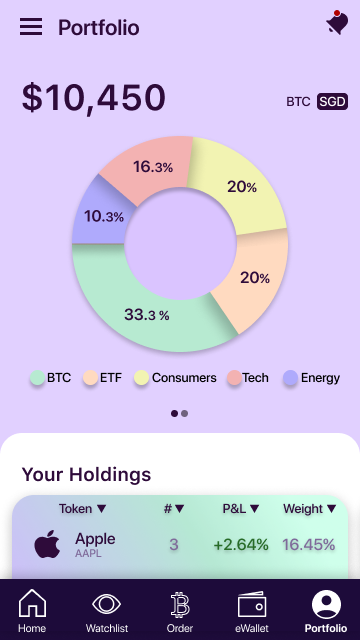 Portfolio
$10,450
BTC SGD
16.3%
20%
10.3%
20%
33.3 %
BTC ETF Consumers Tech Energy
Your Holdings
Token ▼ # ▼ P&L ▼ Weight ▼
Apple 3 +2.64% 16.45%
AAPL
Home Watchlist Order eWallet Portfolio